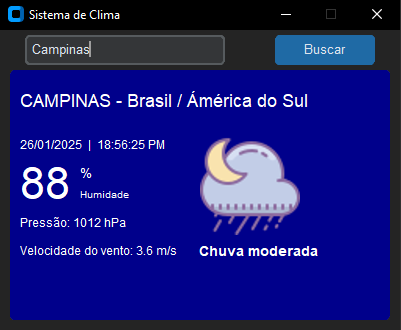 Sistema de Clima
Campinas
Buscar
CAMPINAS - Brasil / Ámérica do Sul
26/01/2025 | 18:56:25 PM
88 %
Humidade
Pressão: 1012 hPa
Velocidade do vento: 3.6 m/s
Chuva moderada